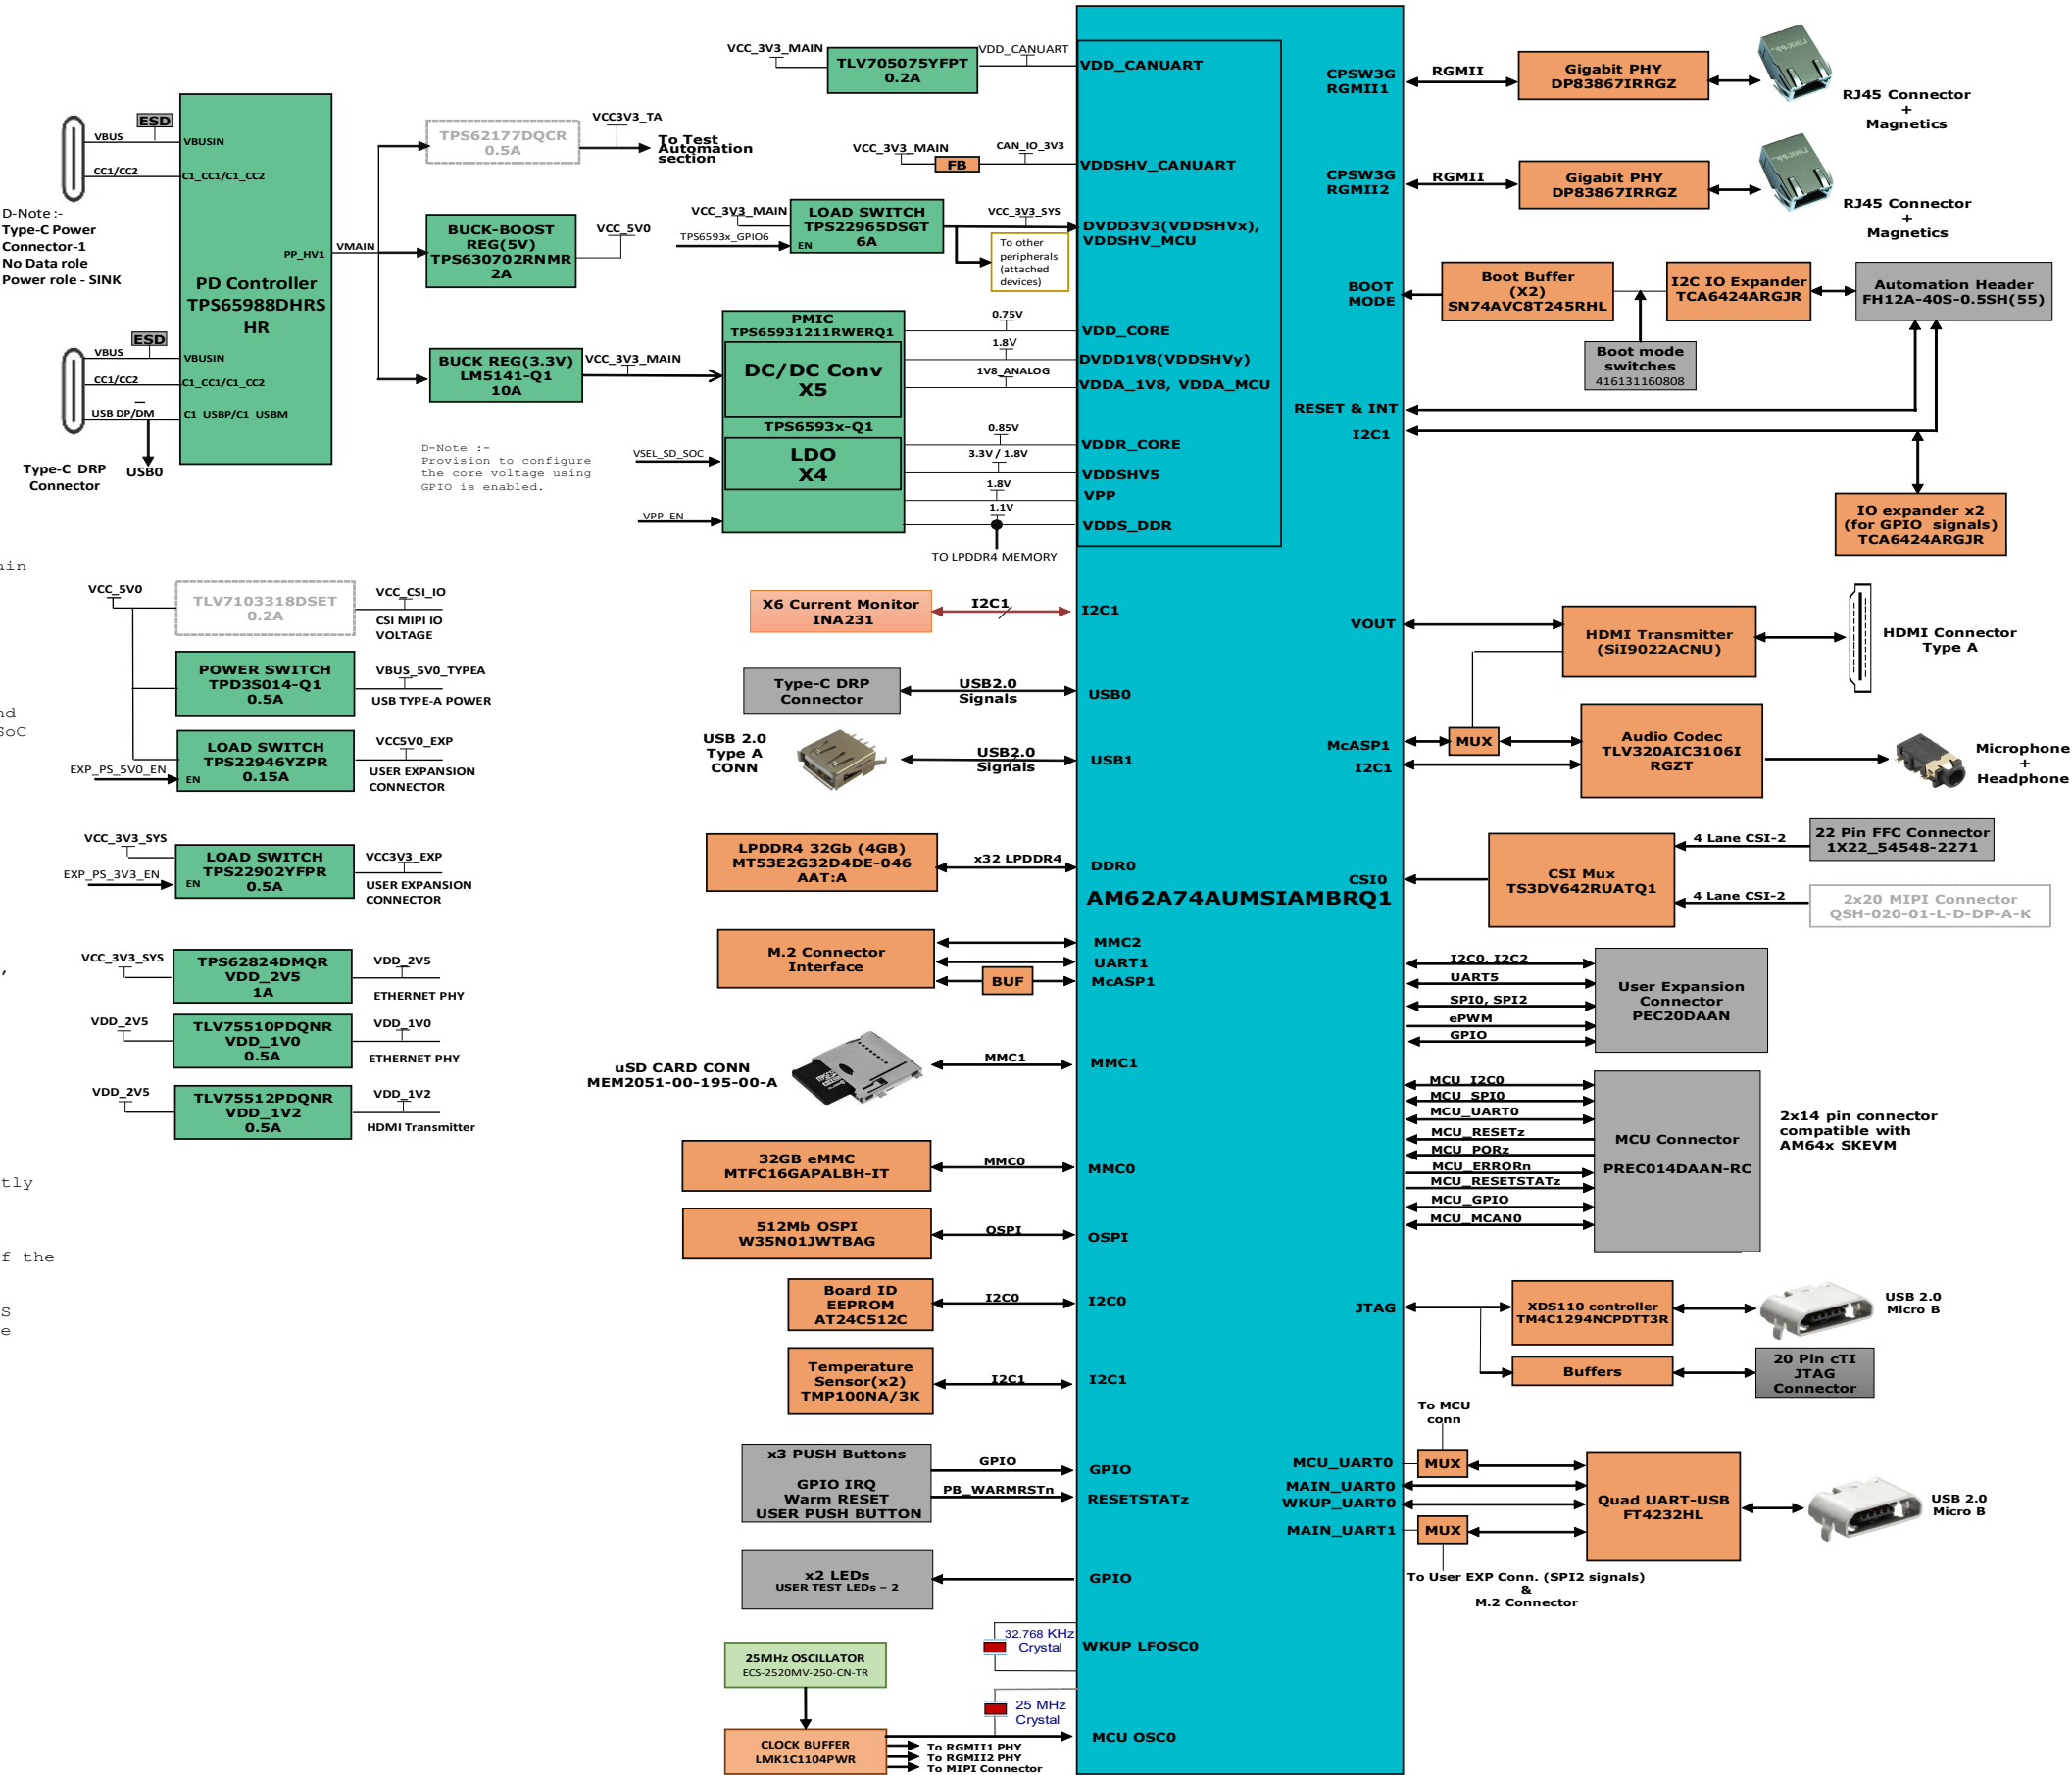 VBUS
ESD
VBUSIN
CC1/CC2
C1_CC1/C1_CC2
D-Note :-
Type-C Power
Connector-1
No Data role
Power role - SINK
PD Controller
TPS65988DHRS
HR
PP_HV1
VMAIN
ESD
VBUS
VBUSIN
CC1/CC2
C1_CC1/C1_CC2
USB DP/DM
C1_USBP/C1_USBM
Type-C DRP
Connector
USB0
TPS62177DQCR
0.5A
VCC3V3_TA
To Test
Automation
section
BUCK-BOOST
REG(5V)
TPS630702RNMR
2A
VCC_5V0
BUCK REG(3.3V)
LM5141-Q1
10A
VCC_3V3_MAIN
D-Note :-
Provision to configure
the core voltage using
GPIO is enabled.
VCC_3V3_MAIN
TLV705075YFPT
0.2A
VDD_CANUART
VDD_CANUART
VCC_3V3_MAIN
FB
CAN_IO_3V3
VDDSHV_CANUART
VCC_3V3_MAIN
TPS6593x_GPIO6
LOAD SWITCH
TPS22965DSGT
6A
EN
VCC_3V3_SYS
DVDD3V3(VDDSHVx),
VDDSHV_MCU
To other
peripherals
(attached
devices)
PMIC
TPS65931211RWERQ1
DC/DC Conv
X5
TPS6593x-Q1
LDO
X4
VSEL_SD_SOC
VPP_EN
0.75V
VDD_CORE
1.8V
DVDD1V8(VDDSHVy)
1V8_ANALOG
VDDA_1V8, VDDA_MCU
0.85V
VDDR_CORE
3.3V / 1.8V
VDDSHV5
1.8V
VPP
1.1V
VDDS_DDR
TO LPDDR4 MEMORY
ain
nd
SoC
,
tly
f the
S
e
VCC_5V0
TLV7103318DSET
0.2A
VCC_CSI_IO
CSI MIPI IO
VOLTAGE
POWER SWITCH
TPD3S014-Q1
0.5A
VBUS_5V0_TYPEA
USB TYPE-A POWER
EXP_PS_5V0_EN
LOAD SWITCH
TPS22946YZPR
0.15A
EN
VCC5V0_EXP
USER EXPANSION
CONNECTOR
VCC_3V3_SYS
EXP_PS_3V3_EN
LOAD SWITCH
TPS22902YFPR
0.5A
EN
VCC3V3_EXP
USER EXPANSION
CONNECTOR
VCC_3V3_SYS
TPS62824DMQR
VDD_2V5
1A
VDD_2V5
ETHERNET PHY
VDD_2V5
TLV75510PDQNR
VDD_1V0
0.5A
VDD_1V0
ETHERNET PHY
VDD_2V5
TLV75512PDQNR
VDD_1V2
0.5A
VDD_1V2
HDMI Transmitter
X6 Current Monitor
INA231
I2C1
I2C1
Type-C DRP
Connector
USB2.0
Signals
USB0
USB 2.0
Type A
CONN
USB2.0
Signals
USB1
LPDDR4 32Gb (4GB)
MT53E2G32D4DE-046
AAT:A
x32 LPDDR4
DDR0
AM62A74AUMSIAMBRQ1
M.2 Connector
Interface
BUF
MMC2
UART1
McASP1
uSD CARD CONN
MEM2051-00-195-00-A
MMC1
MMC1
32GB eMMC
MTFC16GAPALBH-IT
MMC0
MMC0
512Mb OSPI
W35N01JWTBAG
OSPI
OSPI
Board ID
EEPROM
AT24C512C
I2C0
I2C0
Temperature
Sensor(x2)
TMP100NA/3K
I2C1
I2C1
x3 PUSH Buttons
GPIO IRQ
Warm RESET
USER PUSH BUTTON
GPIO
GPIO
PB_WARMRSTn
RESETSTATz
x2 LEDs
USER TEST LEDs – 2
GPIO
32.768 KHz
Crystal
WKUP LFOSC0
25MHz OSCILLATOR
ECS-2520MV-250-CN-TR
25 MHz
Crystal
CLOCK BUFFER
LMK1C1104PWR
MCU OSC0
To RGMII1 PHY
To RGMII2 PHY
To MIPI Connector
CPSW3G
RGMII1
RGMII
Gigabit PHY
DP83867IRRGZ
RJ45 Connector
+
Magnetics
CPSW3G
RGMII2
RGMII
Gigabit PHY
DP83867IRRGZ
RJ45 Connector
+
Magnetics
BOOT
MODE
Boot Buffer
(X2)
SN74AVC8T245RHL
I2C IO Expander
TCA6424ARGJR
Automation Header
FH12A-40S-0.5SH(55)
Boot mode
switches
416131160808
RESET & INT
I2C1
IO expander x2
(for GPIO signals)
TCA6424ARGJR
VOUT
HDMI Transmitter
(SiI9022ACNU)
HDMI Connector
Type A
McASP1
MUX
I2C1
Audio Codec
TLV320AIC3106I
RGZT
Microphone
+
Headphone
CSI0
CSI Mux
TS3DV642RUATQ1
4 Lane CSI-2
22 Pin FFC Connector
1X22_54548-2271
4 Lane CSI-2
2x20 MIPI Connector
QSH-020-01-L-D-DP-A-K
I2C0, I2C2
UART5
SPI0, SPI2
ePWM
GPIO
User Expansion
Connector
PEC20DAAN
MCU_I2C0
MCU_SPI0
MCU_UART0
MCU_RESETz
MCU_PORz
MCU_ERRORn
MCU_RESETSTATz
MCU_GPIO
MCU_MCAN0
MCU Connector
PREC014DAAN-RC
2x14 pin connector
compatible with
AM64x SKEVM
JTAG
XDS110 controller
TM4C1294NCPDTT3R
USB 2.0
Micro B
Buffers
20 Pin cTI
JTAG
Connector
To MCU
conn
MCU_UART0
MUX
MAIN_UART0
WKUP_UART0
MAIN_UART1
MUX
Quad UART-USB
FT4232HL
USB 2.0
Micro B
To User EXP Conn. (SPI2 signals)
&
M.2 Connector